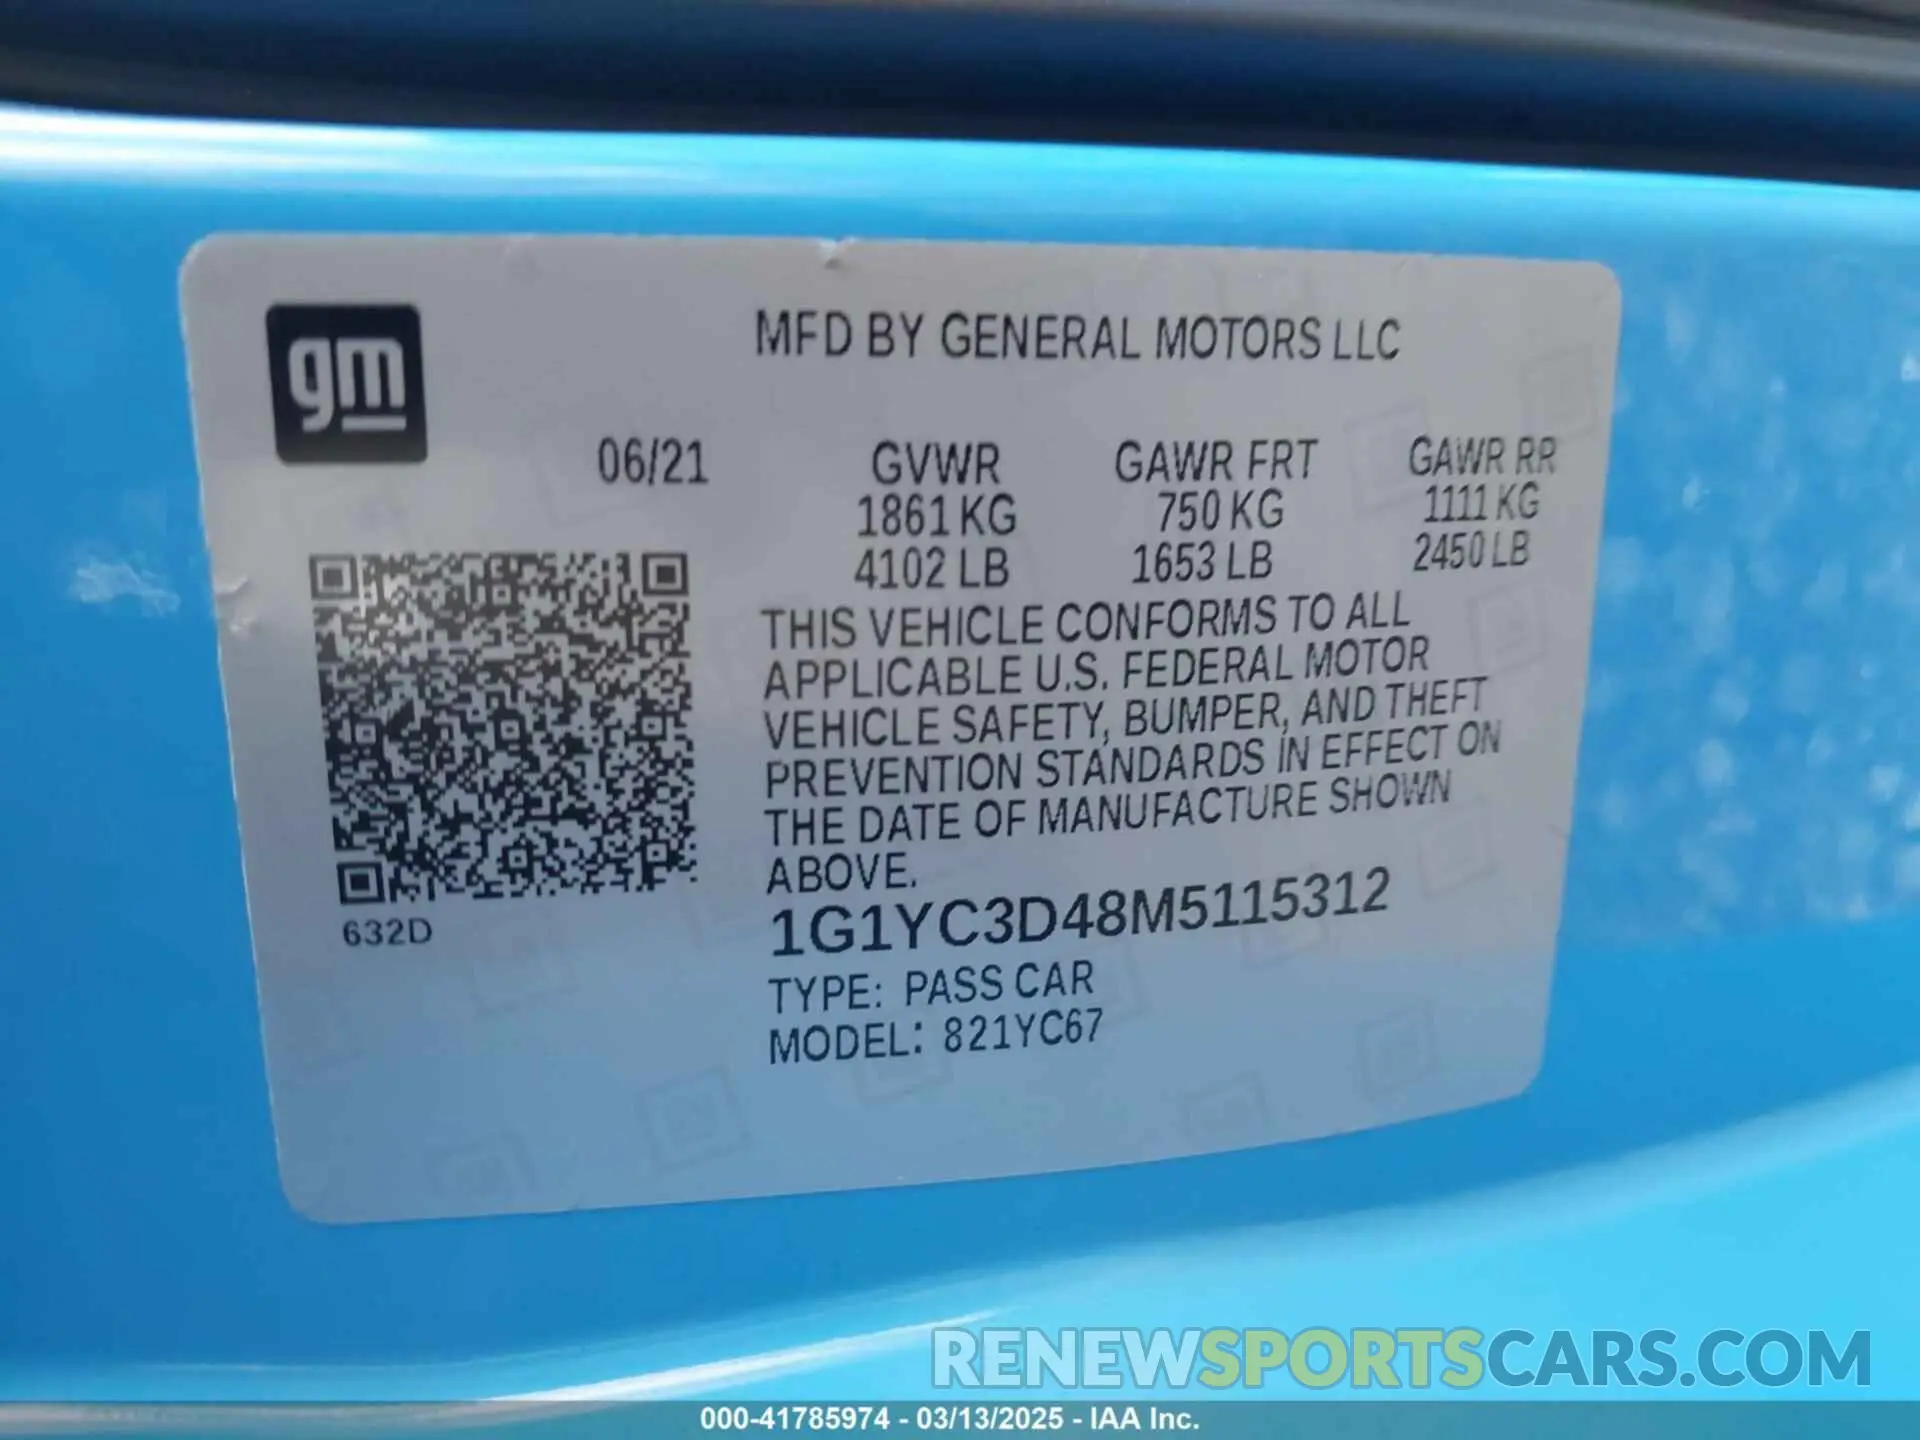 gm
MFD BY GENERAL MOTORS LLC
06/21 GVWR GAWR FRT GAWR RR
1861 KG 750 KG 1111 KG
4102 LB 1653 LB 2450 LB
THIS VEHICLE CONFORMS TO ALL
APPLICABLE U.S. FEDERAL MOTOR
VEHICLE SAFETY, BUMPER, AND THEFT
PREVENTION STANDARDS IN EFFECT ON
THE DATE OF MANUFACTURE SHOWN
ABOVE.
632D
1G1YC3D48M5115312
TYPE: PASS CAR
MODEL: 821YC67
RENEWSPORTSCARS.COM
000-41785974 - 03/13/2025 - IAA Inc.